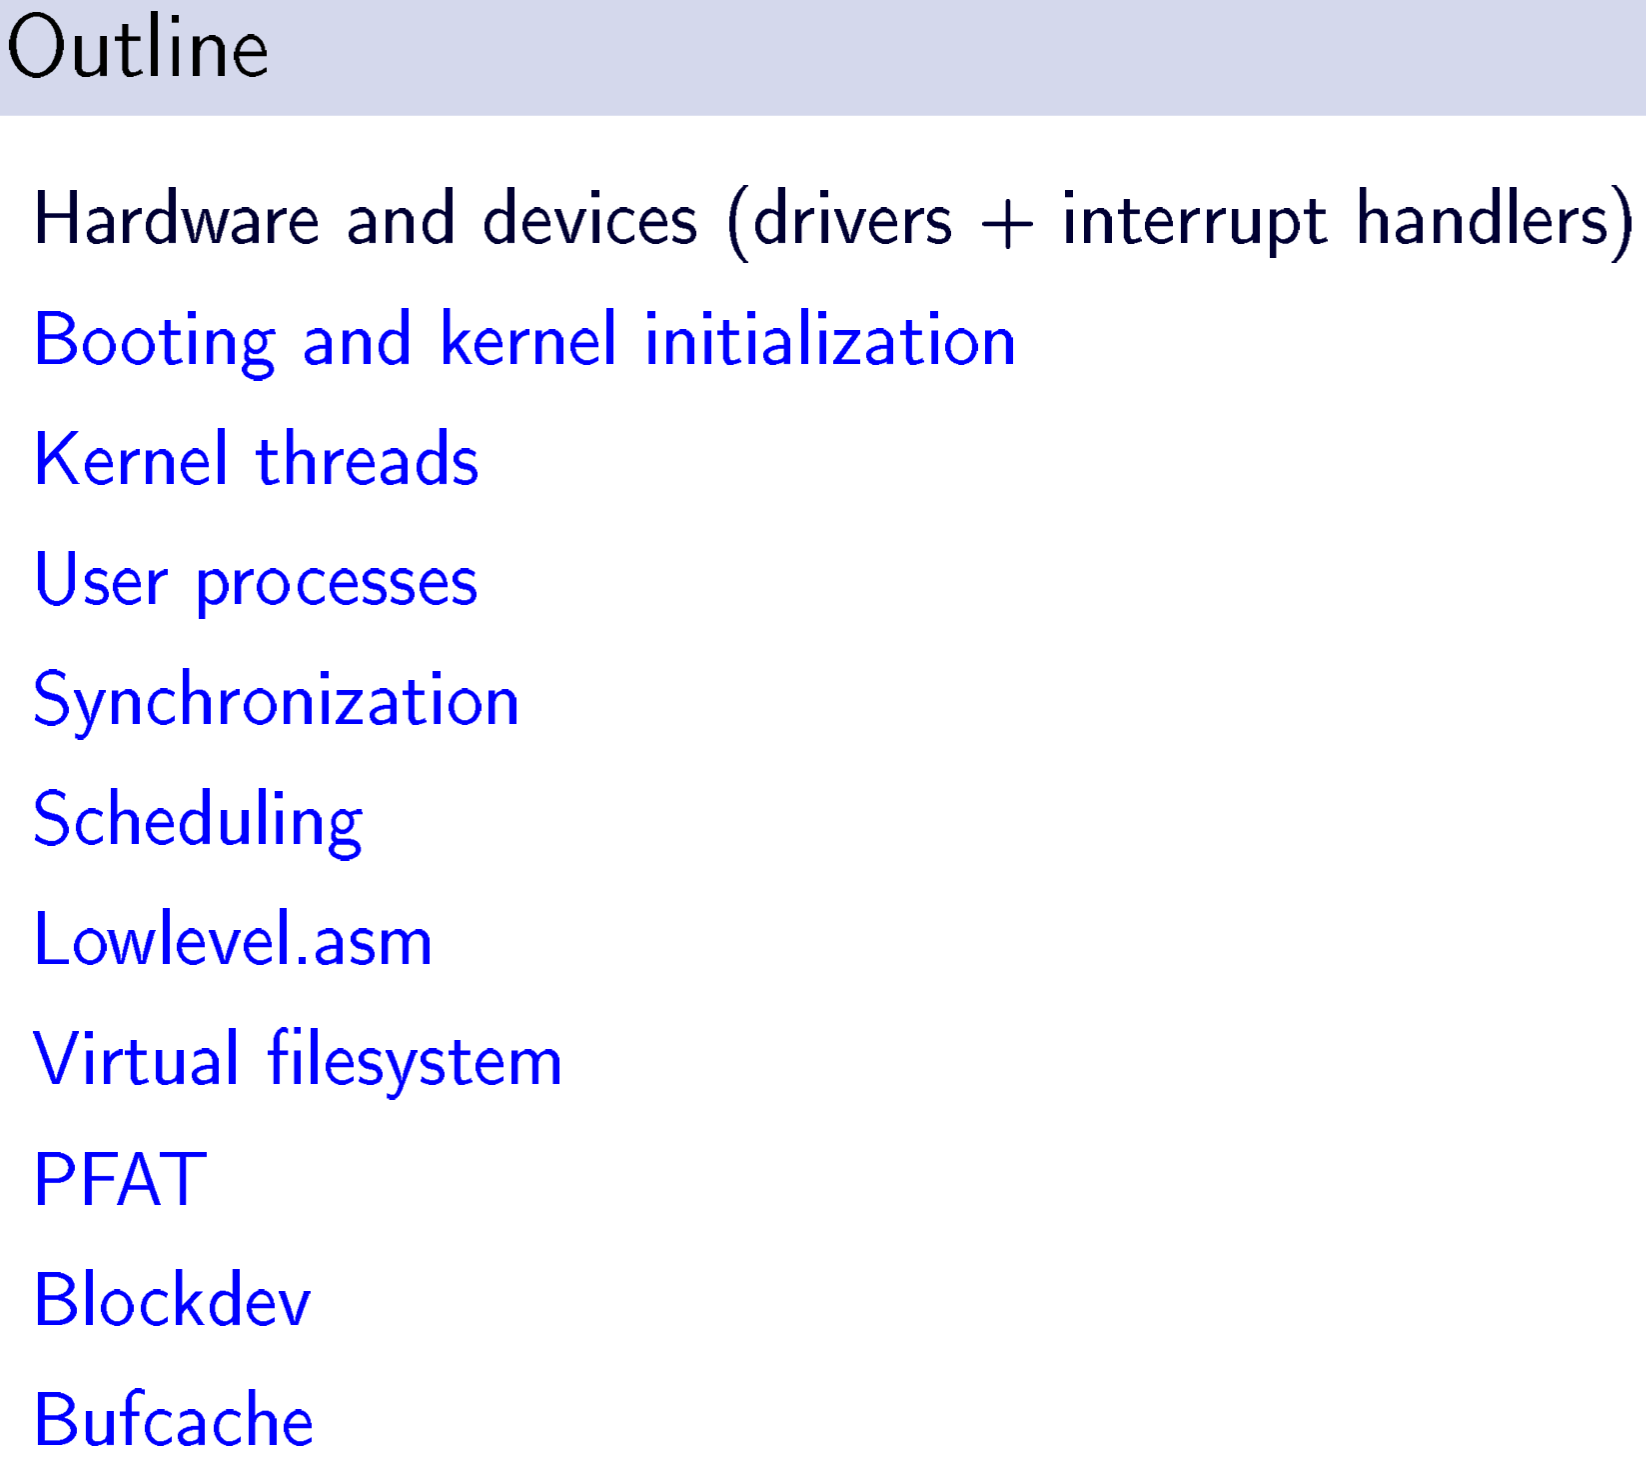 Outline
Hardware and devices (drivers + interrupt handlers)
Booting and kernel initialization
Kernel threads
User processes
Synchronization
Scheduling
Lowlevel.asm
Virtual filesystem
PFAT
Blockdev
Bufcache